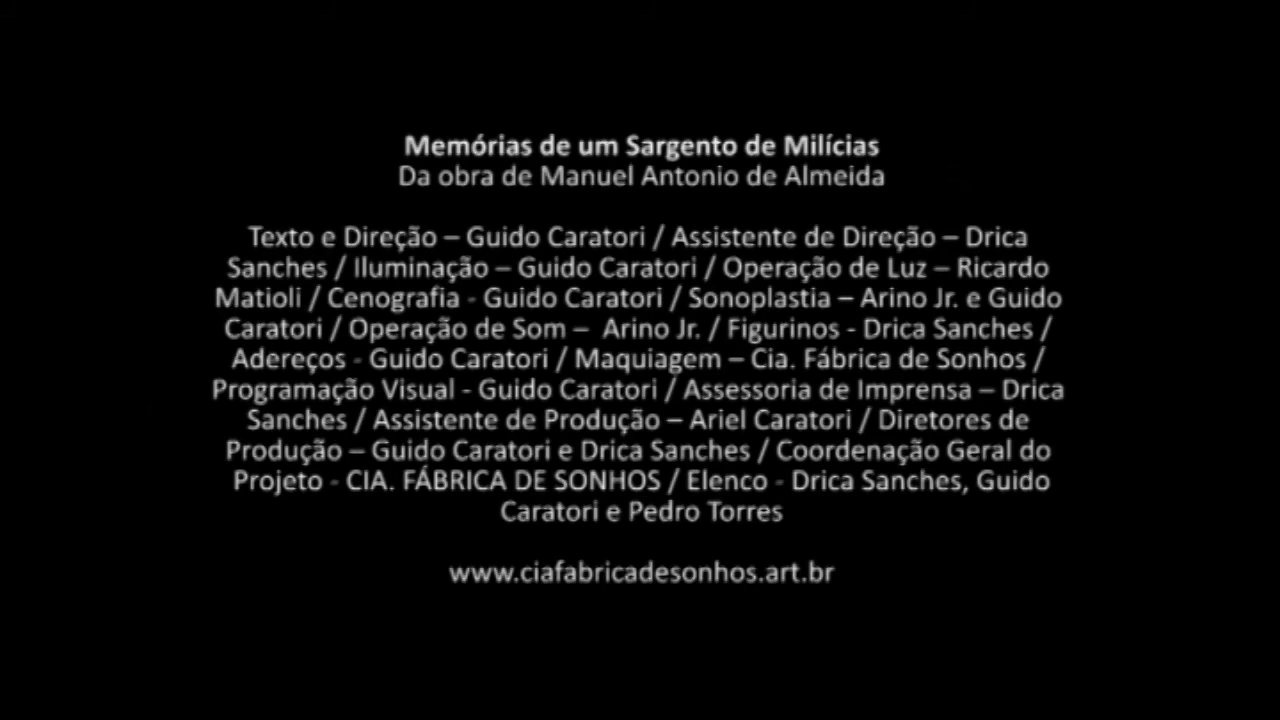 Memórias de um Sargento de Milícias
Da obra de Manuel Antonio de Almeida
Texto e Direção – Guido Caratori / Assistente de Direção – Drica
Sanches / Iluminação – Guido Caratori / Operação de Luz – Ricardo
Matioli / Cenografia - Guido Caratori / Sonoplastia – Arino Jr. e Guido
Caratori / Operação de Som – Arino Jr. / Figurinos - Drica Sanches /
Adereços - Guido Caratori / Maquiagem – Cia. Fábrica de Sonhos /
Programação Visual - Guido Caratori / Assessoria de Imprensa – Drica
Sanches / Assistente de Produção – Ariel Caratori / Diretores de
Produção – Guido Caratori e Drica Sanches / Coordenação Geral do
Projeto - CIA. FÁBRICA DE SONHOS / Elenco - Drica Sanches, Guido
Caratori e Pedro Torres
www.ciafabricadesonhos.art.br